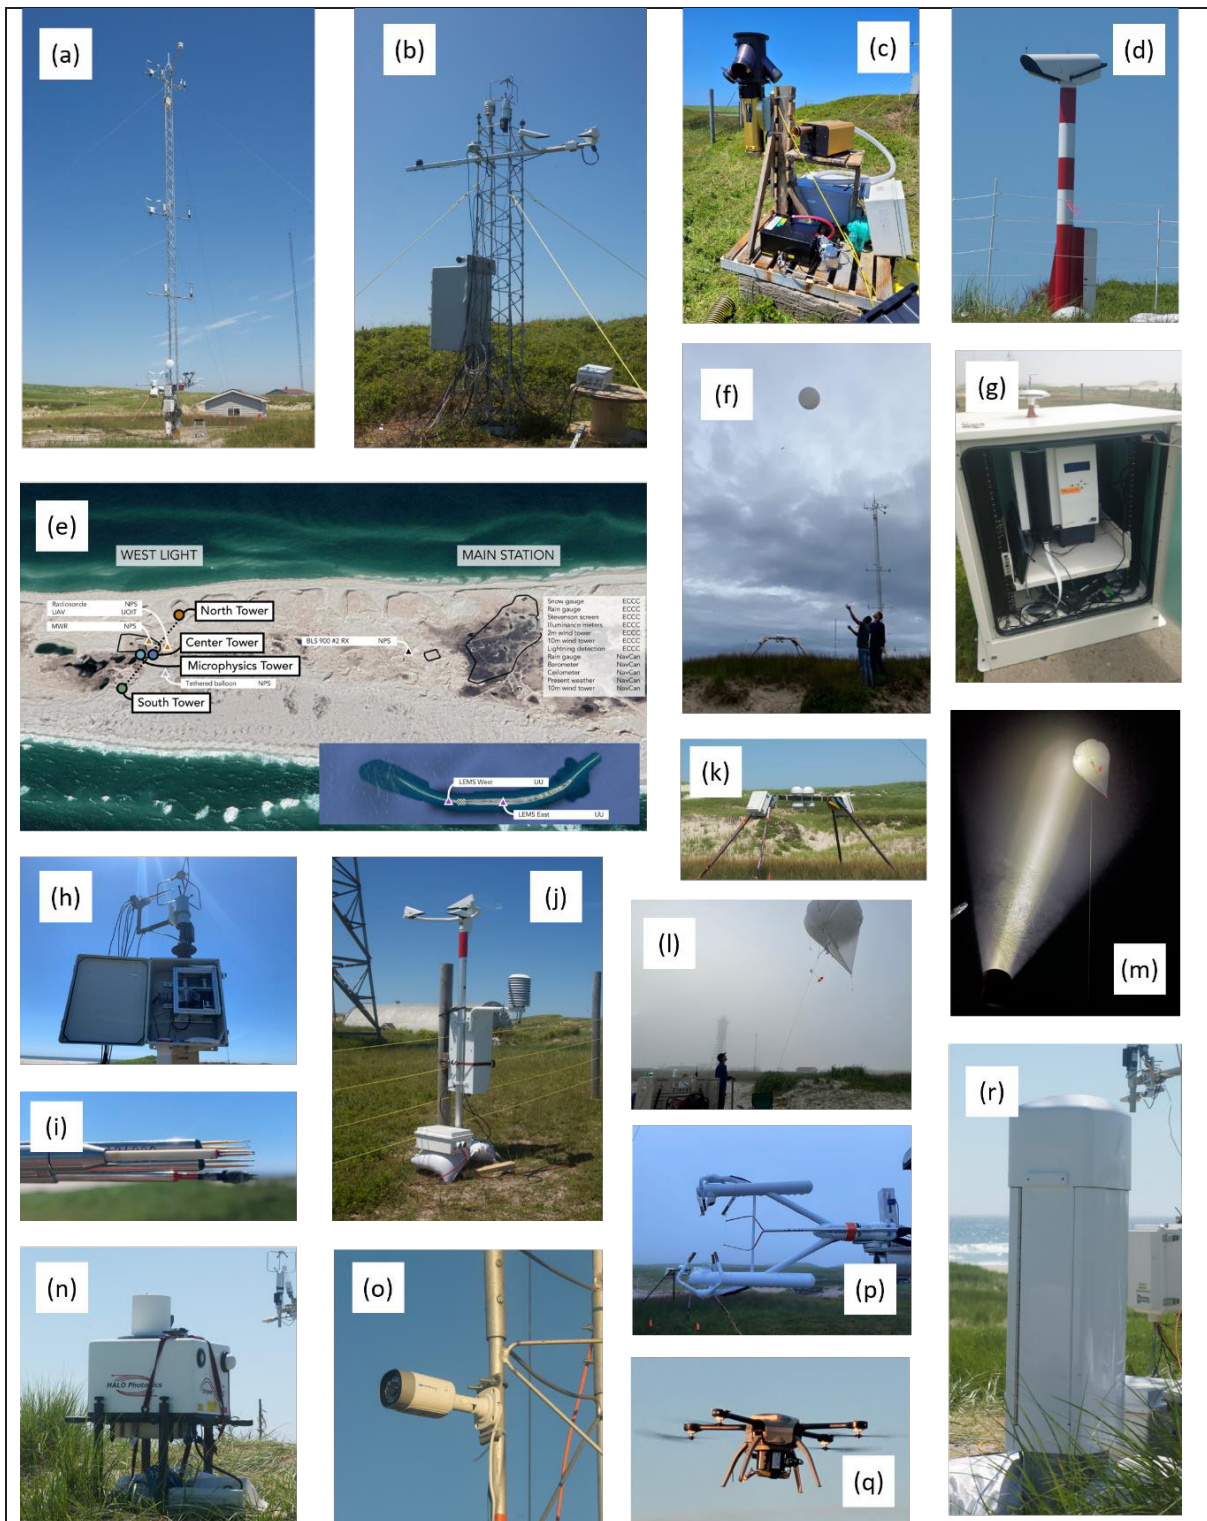 (a)
(b)
(c)
(d)
(f)
(g)
(e)
WEST LIGHT
MAIN STATION
Radiosonde NPS
UAV UOIT
MWR NPS
North Tower
Center Tower
Microphysics Tower
Tethered balloon NPS
South Tower
BLS 900 #2 RX NPS
Snow gauge ECCC
Rain gauge ECCC
Stevenson screen ECCC
Illuminance meters ECCC
2m wind tower ECCC
10m wind tower ECCC
Lightning detection ECCC
Rain gauge NavCan
Barometer NavCan
Ceilometer NavCan
Present weather NavCan
10m wind tower NavCan
LEMS West UU
LEMS East UU
(k)
(m)
(h)
(j)
(l)
(i)
(r)
(p)
(n)
HALO Photonics
(o)
(q)